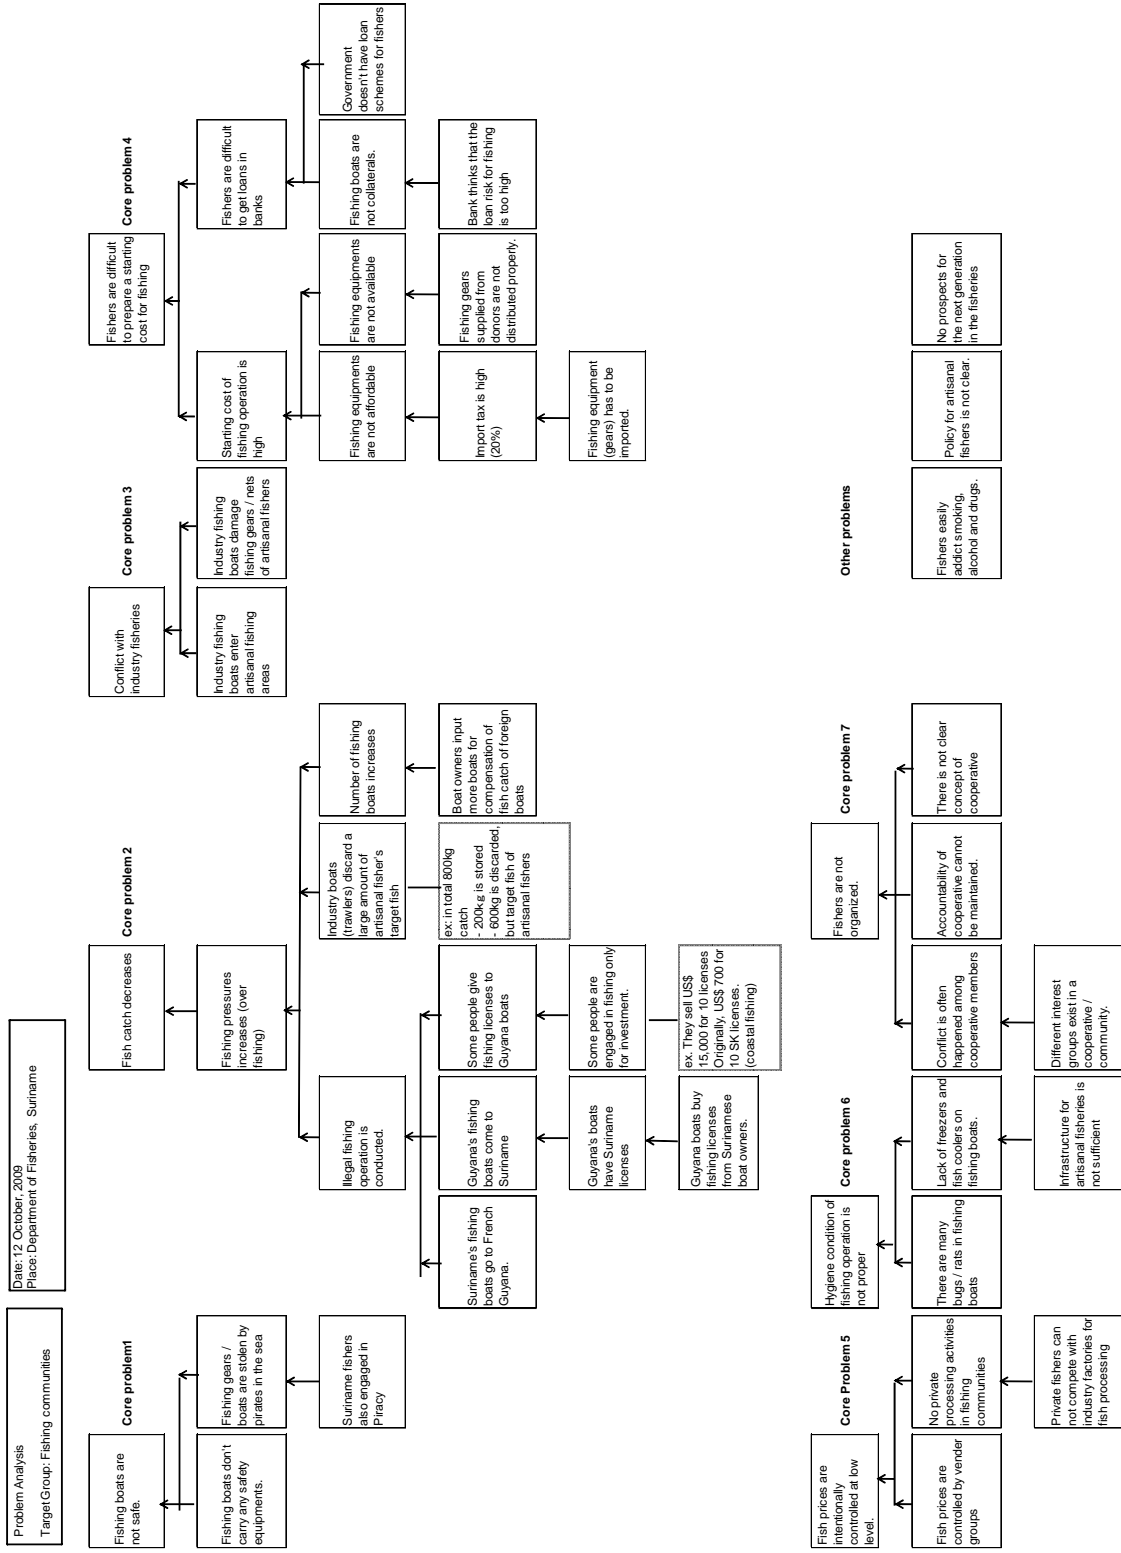 Problem Analysis
Target Group: Fishing communities
Date: 12 October, 2009
Place: Department of Fisheries, Suriname
Core problem1
Fishing boats are
not safe.
Fishing boats don't
carry any safety
equipments.
Fishing gears /
boats are stolen by
pirates in the sea
Suriname fishers
also engaged in
Piracy
Core problem 2
Fish catch decreases
Fishing pressures
increases (over
fishing)
Illegal fishing
operation is
conducted.
Industry boats
(trawlers) discard a
large amount of
artisanal fisher's
target fish
Number of fishing
boats increases
Suriname's fishing
boats go to French
Guyana.
Guyana's fishing
boats come to
Suriname
Some people give
fishing licenses to
Guyana boats
ex: in total 800kg
catch
- 200kg is stored
- 600kg is discarded,
but target fish of
artisanal fishers
Boat owners input
more boats for
compensation of
fish catch of foreign
boats
Guyana's boats
have Suriname
licenses
Some people are
engaged in fishing only
for investment.
Guyana boats buy
fishing licenses
from Surinamese
boat owners.
ex. They sell US$
15,000 for 10 licenses
Originally, US$ 700 for
10 SK licenses.
(coastal fishing)
Core problem 3
Conflict with
industry fisheries
Industry fishing
boats enter
artisanal fishing
areas
Industry fishing
boats damage
fishing gears / nets
of artisanal fishers
Core problem 4
Fishers are difficult
to prepare a starting
cost for fishing
Starting cost of
fishing operation is
high
Fishers are difficult
to get loans in
banks
Fishing equipments
are not affordable
Fishing equipments
are not available
Fishing boats are
not collaterals.
Government
doesn't have loan
schemes for fishers
Import tax is high
(20%)
Fishing gears
supplied from
donors are not
distributed properly.
Bank thinks that the
loan risk for fishing
is too high
Fishing equipment
(gears) has to be
imported.
Core Problem 5
Fish prices are
intentionally
controlled at low
level.
Fish prices are
controlled by vender
groups
No private
processing activities
in fishing
communities
Private fishers can
not compete with
industry factories for
fish processing
Core problem 6
Hygiene condition of
fishing operation is
not proper
There are many
bugs / rats in fishing
boats
Lack of freezers and
fish coolers on
fishing boats.
Infrastructure for
artisanal fisheries is
not sufficient
Core problem 7
Fishers are not
organized.
Conflict is often
happened among
cooperative members
Accountability of
cooperative cannot
be maintained.
There is not clear
concept of
cooperative
Different interest
groups exist in a
cooperative /
community.
Other problems
Fishers easily
addict smoking,
alcohol and drugs.
Policy for artisanal
fishers is not clear.
No prospects for
the next generation
in the fisheries